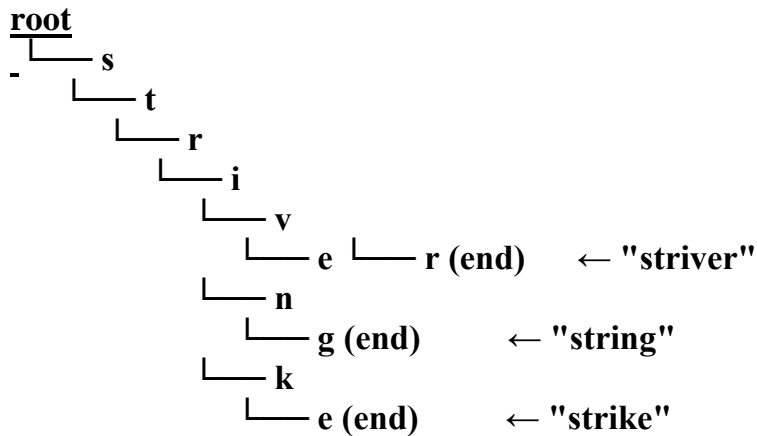 root
└── s
└── t
└── r
└── i
└── v
└── e └── r (end) ← "striver"
└── n
└── g (end) ← "string"
└── k
└── e (end) ← "strike"